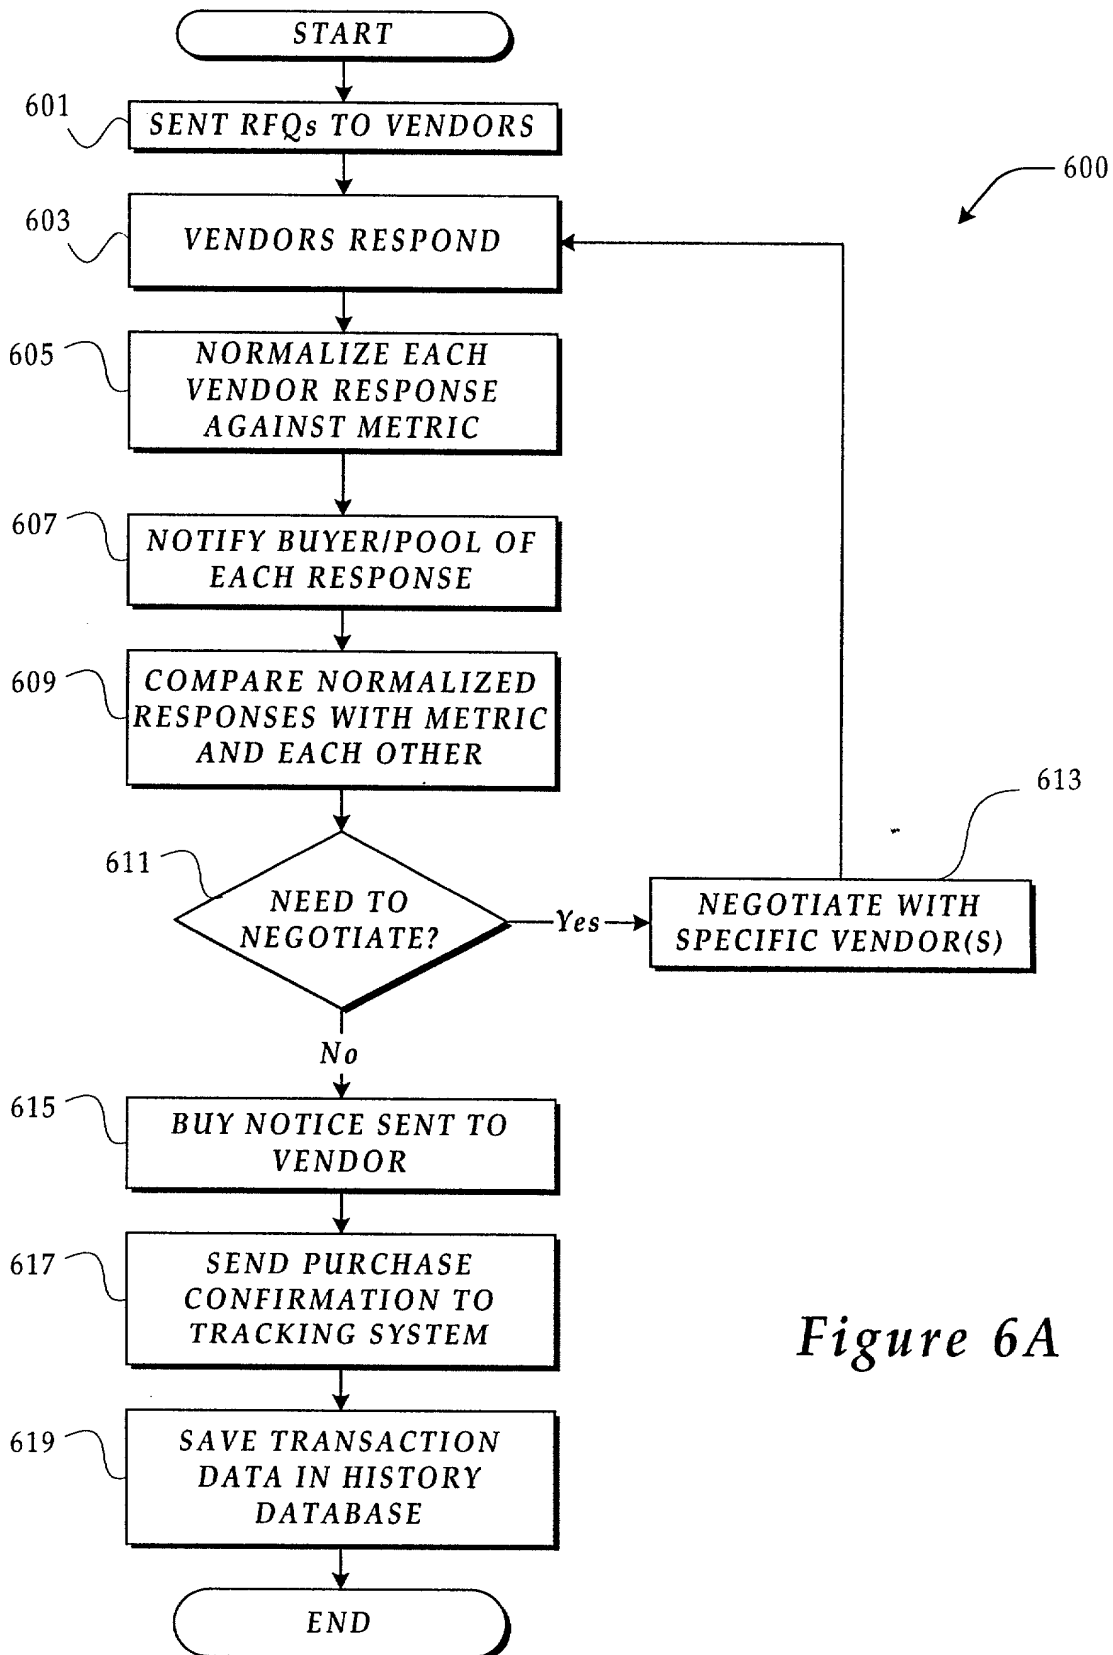 START
601
SENT RFQs TO VENDORS
600
603
VENDORS RESPOND
605
NORMALIZE EACH
VENDOR RESPONSE
AGAINST METRIC
607
NOTIFY BUYER/POOL OF
EACH RESPONSE
609
COMPARE NORMALIZED
RESPONSES WITH METRIC
AND EACH OTHER
613
611
NEED TO
NEGOTIATE?
Yes
NEGOTIATE WITH
SPECIFIC VENDOR(S)
No
615
BUY NOTICE SENT TO
VENDOR
617
SEND PURCHASE
CONFIRMATION TO
TRACKING SYSTEM
Figure 6A
619
SAVE TRANSACTION
DATA IN HISTORY
DATABASE
END